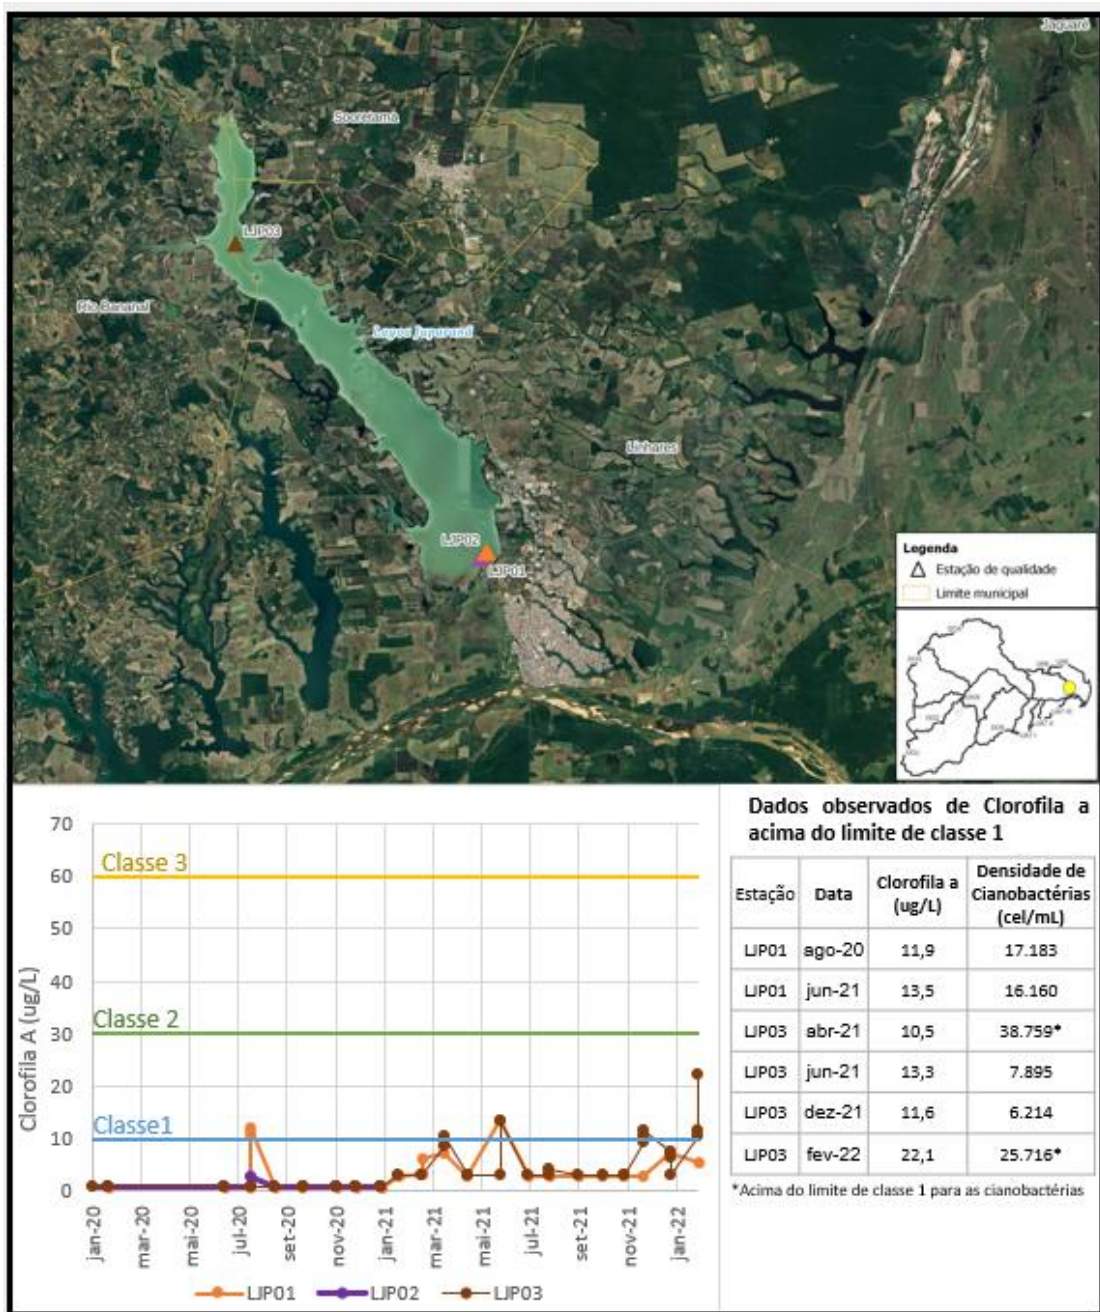 Jaguaré
Sooretama
LJP03
Rio Bananal
Lagoa Juparanã
Linhares
LJP02
LJP01
Legenda
Estação de qualidade
Limite municipal
Dados observados de Clorofila a
acima do limite de classe 1
Estação Data Clorofila a (ug/L) Densidade de Cianobactérias (cel/mL)
LJP01 ago-20 11,9 17.183
LJP01 jun-21 13,5 16.160
LJP03 abr-21 10,5 38.759*
LJP03 jun-21 13,3 7.895
LJP03 dez-21 11,6 6.214
LJP03 fev-22 22,1 25.716*
*Acima do limite de classe 1 para as cianobactérias
Clorofila A (ug/L)
70
60
50
40
30
20
10
0
Classe 3
Classe 2
Classe1
jan-20 mar-20 mai-20 jul-20 set-20 nov-20 jan-21 mar-21 mai-21 jul-21 set-21 nov-21 jan-22
LJP01 LJP02 LJP03